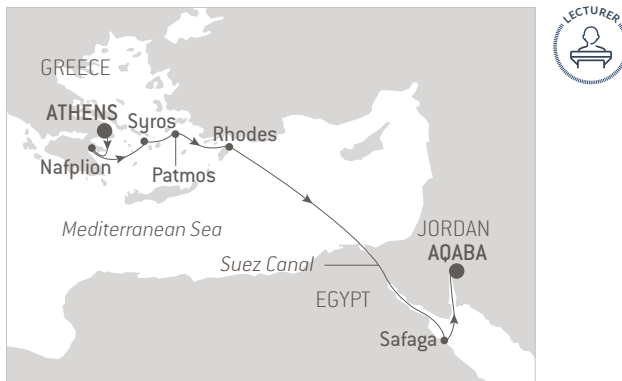 LECTURER
GREECE
ATHENS
Syros
Rhodes
Nafplion
Patmos
Mediterranean Sea
JORDAN
AQABA
Suez Canal
EGYPT
Safaga